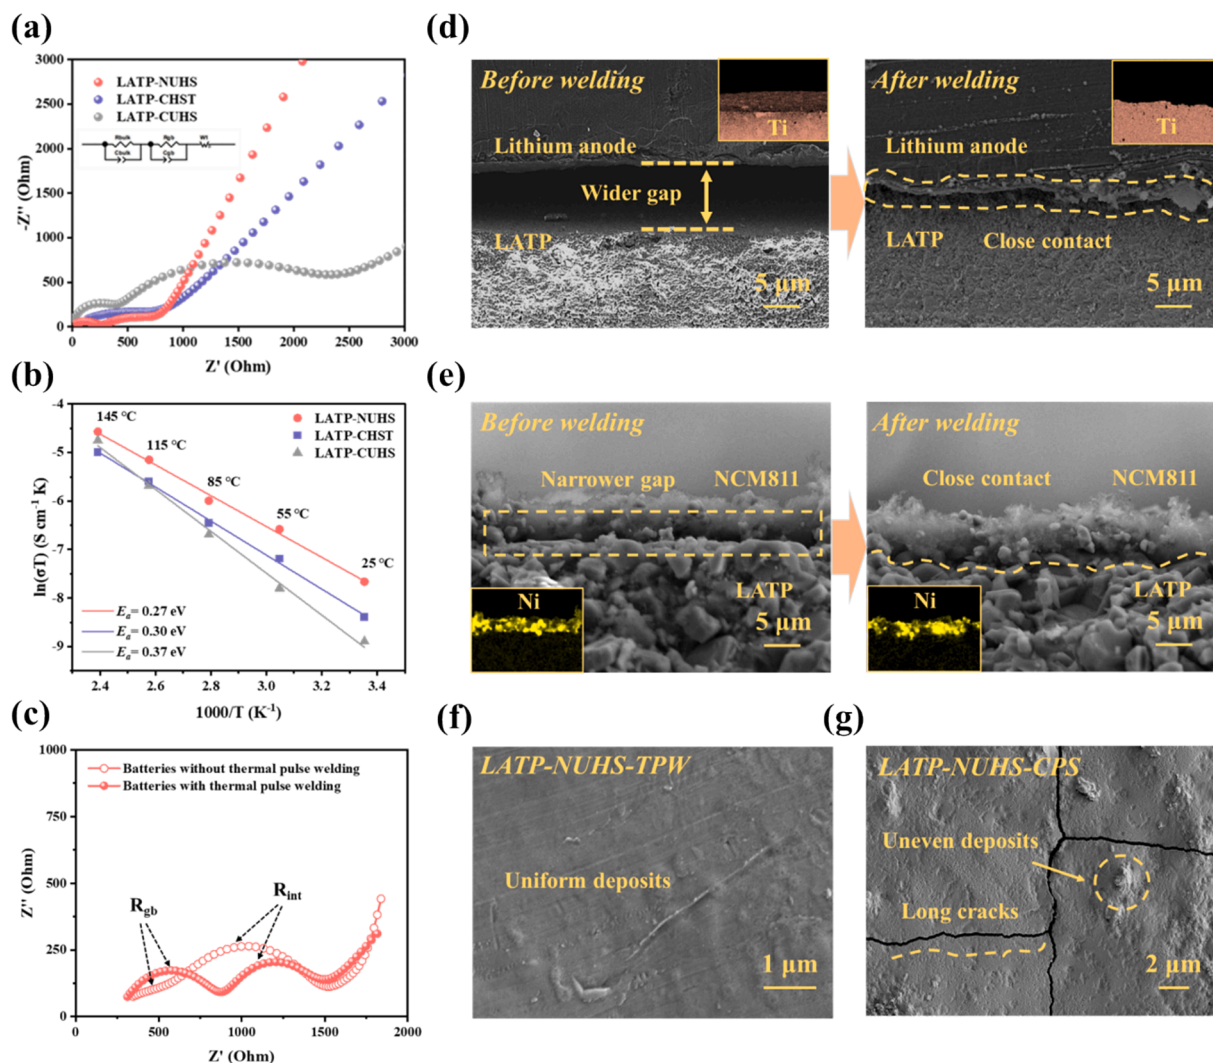 (a)
3000
2500
2000
1500
1000
500
0
-Z'' (Ohm)
LATP-NUHS
LATP-CHST
LATP-CUHS
Rbulk
Rgb
W1
Cbulk
Cgb
0
500
1000
1500
2000
2500
3000
Z' (Ohm)
(b)
-4
-5
-6
-7
-8
-9
ln(σT) (S cm⁻¹ K)
145 °C
115 °C
85 °C
55 °C
25 °C
LATP-NUHS
LATP-CHST
LATP-CUHS
Eₐ= 0.27 eV
Eₐ= 0.30 eV
Eₐ= 0.37 eV
2.4
2.6
2.8
3.0
3.2
3.4
1000/T (K⁻¹)
(c)
1000
750
500
250
0
Z'' (Ohm)
Batteries without thermal pulse welding
Batteries with thermal pulse welding
R_gb
R_int
0
500
1000
1500
2000
Z' (Ohm)
(d)
Before welding
Ti
Lithium anode
Wider gap
LATP
5 μm
After welding
Ti
Lithium anode
LATP
Close contact
5 μm
(e)
Before welding
Narrower gap
NCM811
LATP
Ni
5 μm
After welding
Close contact
NCM811
LATP
Ni
5 μm
(f)
LATP-NUHS-TPW
Uniform deposits
1 μm
(g)
LATP-NUHS-CPS
Uneven deposits
Long cracks
2 μm